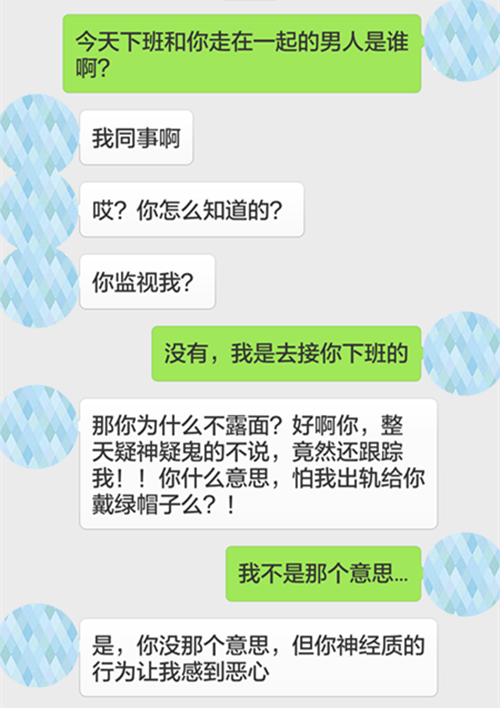 今天下班和你走在一起的男人是谁
啊?
我同事啊
哎？你怎么知道的？
你监视我？
没有，我是去接你下班的
那你为什么不露面？好啊你，整
天疑神疑鬼的不说，竟然还跟踪
我！！你什么意思，怕我出轨给你
戴绿帽子么？！
我不是那个意思...
是，你没那个意思，但你神经质的
行为让我感到恶心